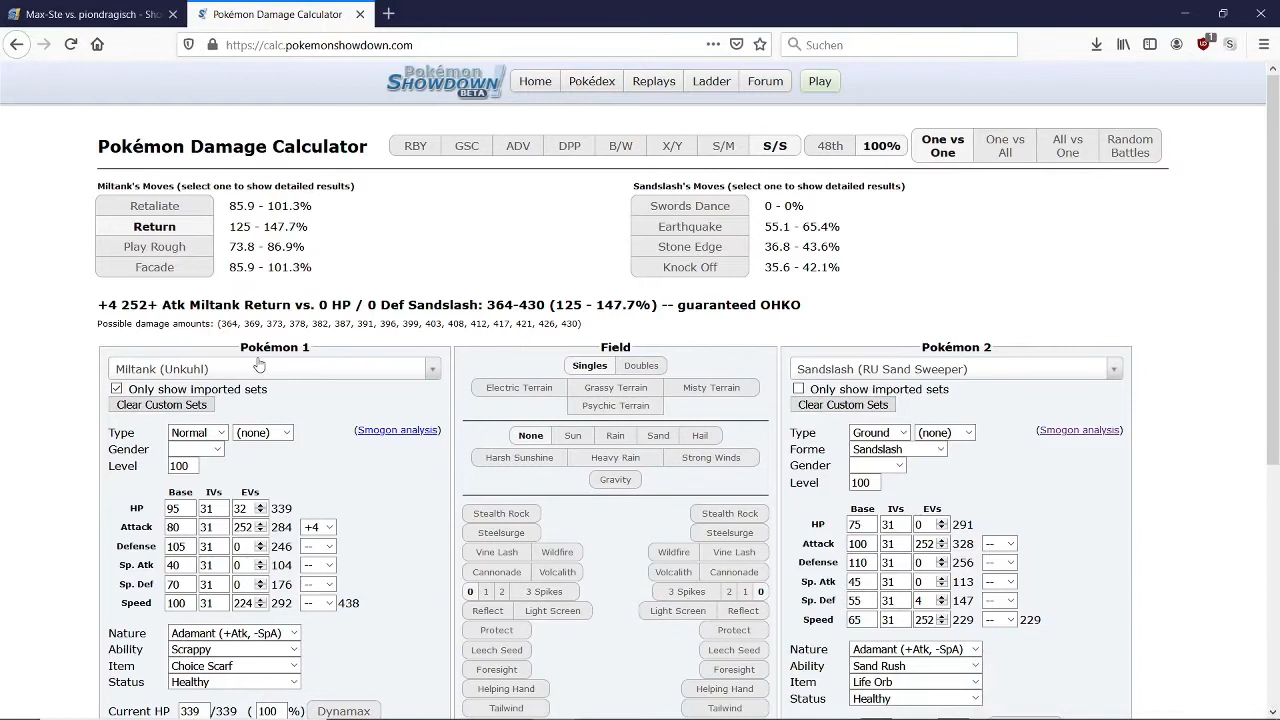 Max-Ste vs. piondragisch - Sho
Pokémon Damage Calculator
https://calc.pokemonshowdown.com
Suchen
1
S
Pokémon
SHOWDOWN!
BETA
Home Pokédex Replays Ladder Forum Play
Pokémon Damage Calculator
RBY GSC ADV DPP B/W X/Y S/M S/S 48th 100%
One vs One
One vs All
All vs One
Random Battles
Miltank's Moves (select one to show detailed results)
Retaliate 85.9 - 101.3%
Return 125 - 147.7%
Play Rough 73.8 - 86.9%
Facade 85.9 - 101.3%
Sandslash's Moves (select one to show detailed results)
Swords Dance 0 - 0%
Earthquake 55.1 - 65.4%
Stone Edge 36.8 - 43.6%
Knock Off 35.6 - 42.1%
+4 252+ Atk Miltank Return vs. 0 HP / 0 Def Sandslash: 364-430 (125 - 147.7%) -- guaranteed OHKO
Possible damage amounts: (364, 369, 373, 378, 382, 387, 391, 396, 399, 403, 408, 412, 417, 421, 426, 430)
Pokémon 1
Miltank (Unkuhl)
Only show imported sets
Clear Custom Sets
Type Normal (none) (Smogon analysis)
Gender
Level 100
Base IVs EVs
HP 95 31 32 339
Attack 80 31 252 284 +4
Defense 105 31 0 246 --
Sp. Atk 40 31 0 104 --
Sp. Def 70 31 0 176 --
Speed 100 31 224 292 -- 438
Nature Adamant (+Atk, -SpA)
Ability Scrappy
Item Choice Scarf
Status Healthy
Current HP 339 /339 ( 100 %) Dynamax
Field
Singles Doubles
Electric Terrain Grassy Terrain Misty Terrain
Psychic Terrain
None Sun Rain Sand Hail
Harsh Sunshine Heavy Rain Strong Winds
Gravity
Stealth Rock Stealth Rock
Steelsurge Steelsurge
Vine Lash Wildfire Wildfire Vine Lash
Cannonade Volcalith Volcalith Cannonade
0 1 2 3 Spikes 3 Spikes 2 1 0
Reflect Light Screen Light Screen Reflect
Protect Protect
Leech Seed Leech Seed
Foresight Foresight
Helping Hand Helping Hand
Tailwind Tailwind
Pokémon 2
Sandslash (RU Sand Sweeper)
Only show imported sets
Clear Custom Sets
Type Ground (none) (Smogon analysis)
Forme Sandslash
Gender
Level 100
Base IVs EVs
HP 75 31 0 291
Attack 100 31 252 328 --
Defense 110 31 0 256 --
Sp. Atk 45 31 0 113 --
Sp. Def 55 31 4 147 --
Speed 65 31 252 229 -- 229
Nature Adamant (+Atk, -SpA)
Ability Sand Rush
Item Life Orb
Status Healthy